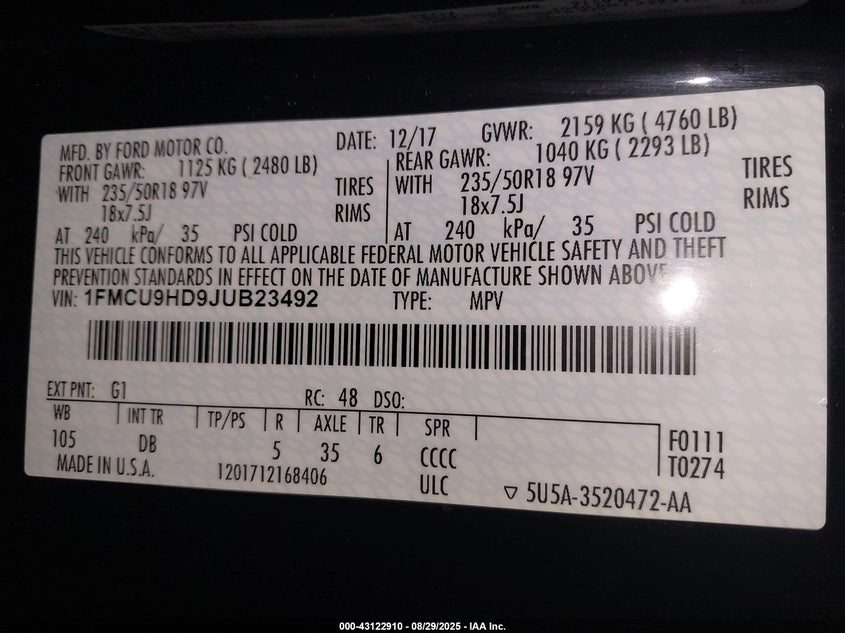 MFD. BY FORD MOTOR CO. DATE: 12/17 GVWR: 2159 KG ( 4760 LB)
FRONT GAWR: 1125 KG ( 2480 LB) REAR GAWR: 1040 KG ( 2293 LB)
WITH 235/50R18 97V TIRES WITH 235/50R18 97V TIRES
18x7.5J RIMS 18x7.5J RIMS
AT 240 kPa/ 35 PSI COLD AT 240 kPa/ 35 PSI COLD
THIS VEHICLE CONFORMS TO ALL APPLICABLE FEDERAL MOTOR VEHICLE SAFETY AND THEFT
PREVENTION STANDARDS IN EFFECT ON THE DATE OF MANUFACTURE SHOWN ABOVE
VIN: 1FMCU9HD9JUB23492 TYPE: MPV
EXT PNT: G1 RC: 48 DSO:
WB INT TR TP/PS R AXLE TR SPR
105 DB 5 35 6 CCCC F0111
MADE IN U.S.A. 1201712168406 ULC T0274
▽ 5U5A-3520472-AA
000-43122910 - 08/29/2025 - IAA Inc.